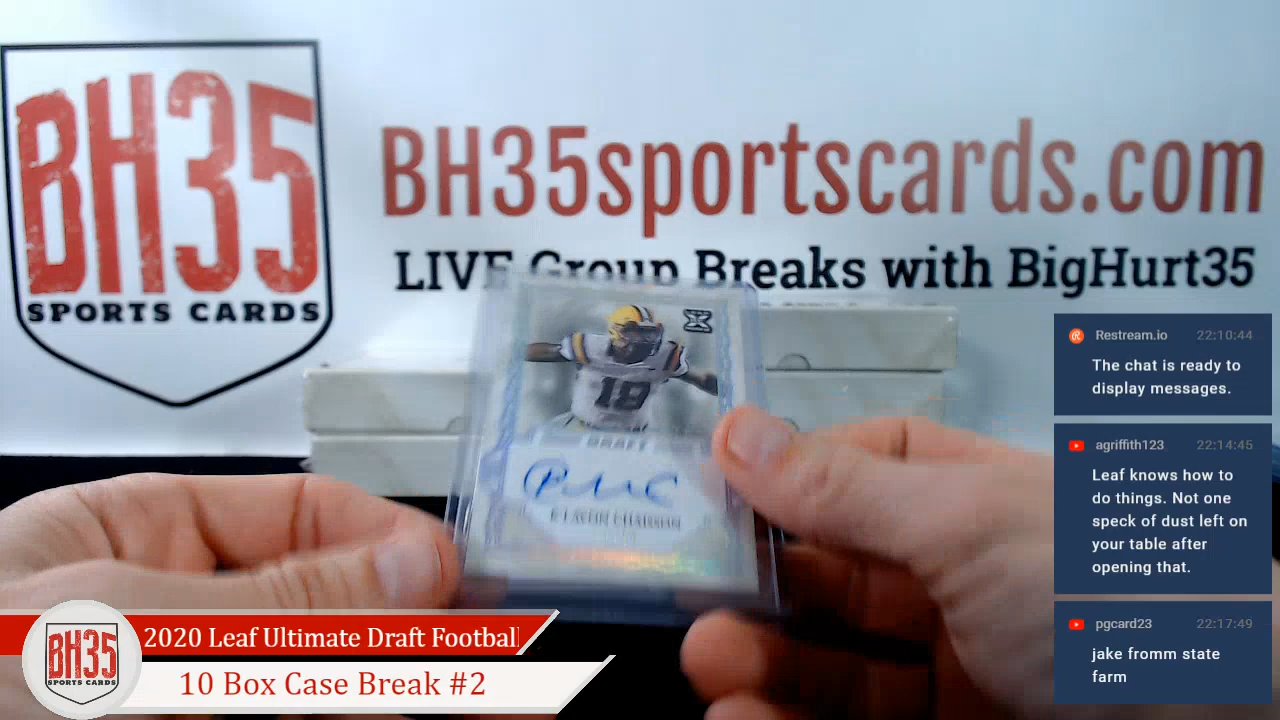 BH35
SPORTS CARDS
BH35sportscards.com
LIVE Group Breaks with BigHurt35
18
DRAFT
Restream.io 22:10:44
The chat is ready to
display messages.
agriffith123 22:14:45
Leaf knows how to
do things. Not one
speck of dust left on
your table after
opening that.
pgcard23 22:17:49
jake fromm state
farm
BH35
SPORTS CARDS
2020 Leaf Ultimate Draft Football
10 Box Case Break #2